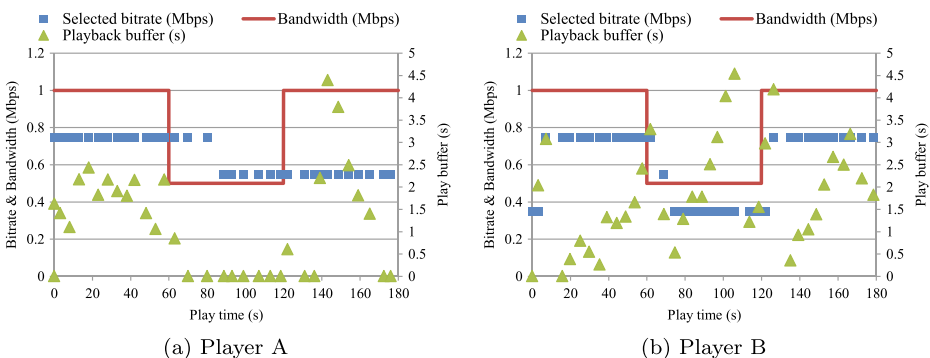 Selected bitrate (Mbps) Bandwidth (Mbps)
Playback buffer (s)
1.2
1
0.8
0.6
0.4
0.2
0
Bitrate & Bandwidth (Mbps)
5
4.5
4
3.5
3
2.5
2
1.5
1
0.5
0
Play buffer (s)
0 20 40 60 80 100 120 140 160 180
Play time (s)
(a) Player A
Selected bitrate (Mbps) Bandwidth (Mbps)
Playback buffer (s)
1.2
1
0.8
0.6
0.4
0.2
0
Bitrate & Bandwidth (Mbps)
5
4.5
4
3.5
3
2.5
2
1.5
1
0.5
0
Play buffer (s)
0 20 40 60 80 100 120 140 160 180
Play time (s)
(b) Player B